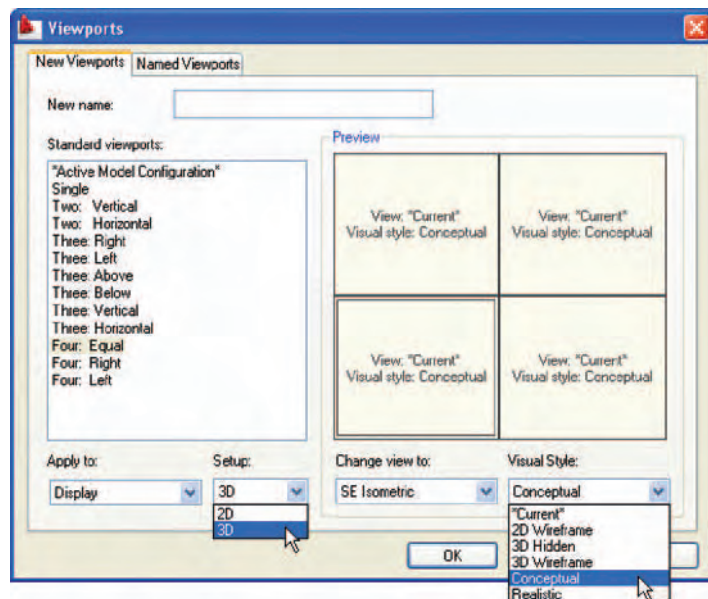 Viewports
New Viewports
Named Viewports
New name:
Standard viewports:
*Active Model Configuration*
Single
Two: Vertical
Two: Horizontal
Three: Right
Three: Left
Three: Above
Three: Below
Three: Vertical
Three: Horizontal
Four: Equal
Four: Right
Four: Left
Preview
View: *Current*
Visual style: Conceptual
View: *Current*
Visual style: Conceptual
View: *Current*
Visual style: Conceptual
View: *Current*
Visual style: Conceptual
Apply to:
Display
Setup:
3D
2D
3D
Change view to:
SE Isometric
Visual Style:
Conceptual
*Current*
2D Wireframe
3D Hidden
3D Wireframe
Conceptual
Realistic
OK